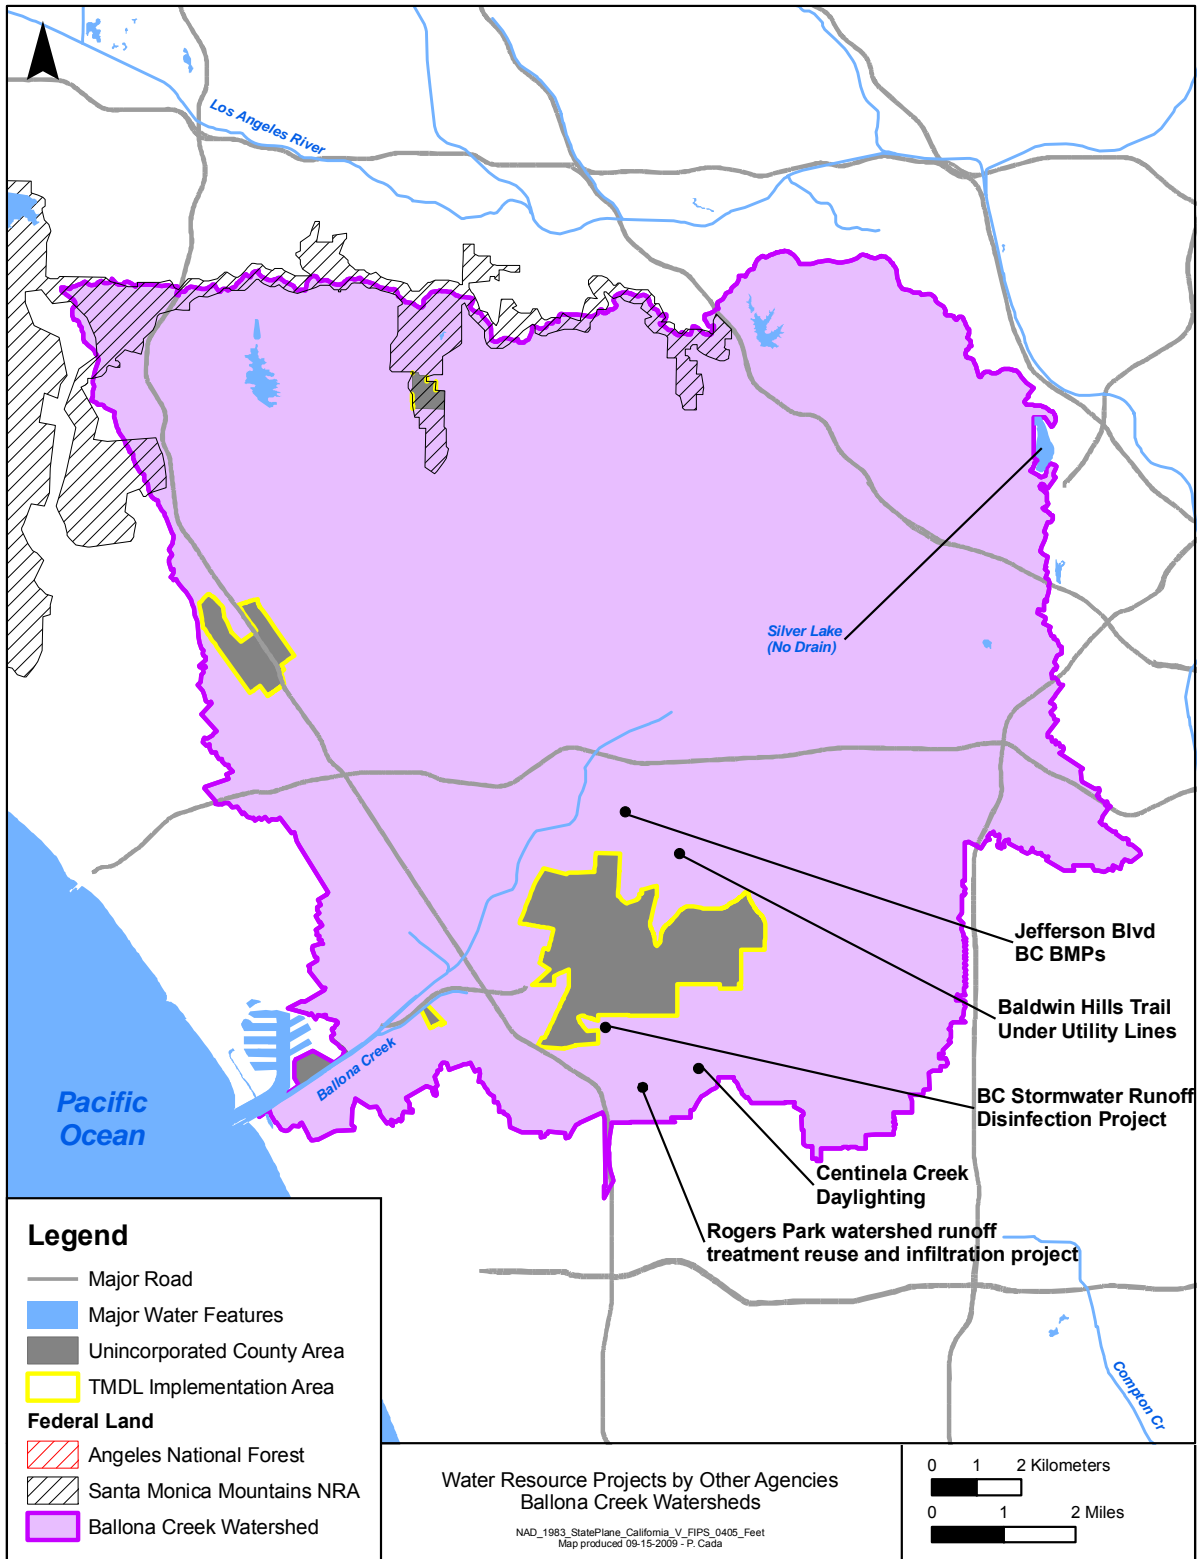 Los Angeles River
Silver Lake
(No Drain)
Jefferson Blvd
BC BMPs
Baldwin Hills Trail
Under Utility Lines
BC Stormwater Runoff
Disinfection Project
Ballona Creek
Pacific
Ocean
Centinela Creek
Daylighting
Rogers Park watershed runoff
treatment reuse and infiltration project
Compton Cr
Legend
Major Road
Major Water Features
Unincorporated County Area
TMDL Implementation Area
Federal Land
Angeles National Forest
Santa Monica Mountains NRA
Ballona Creek Watershed
Water Resource Projects by Other Agencies
Ballona Creek Watersheds
NAD_1983_StatePlane_California_V_FIPS_0405_Feet
Map produced 09-15-2009 - P. Cada
0 1 2 Kilometers
0 1 2 Miles